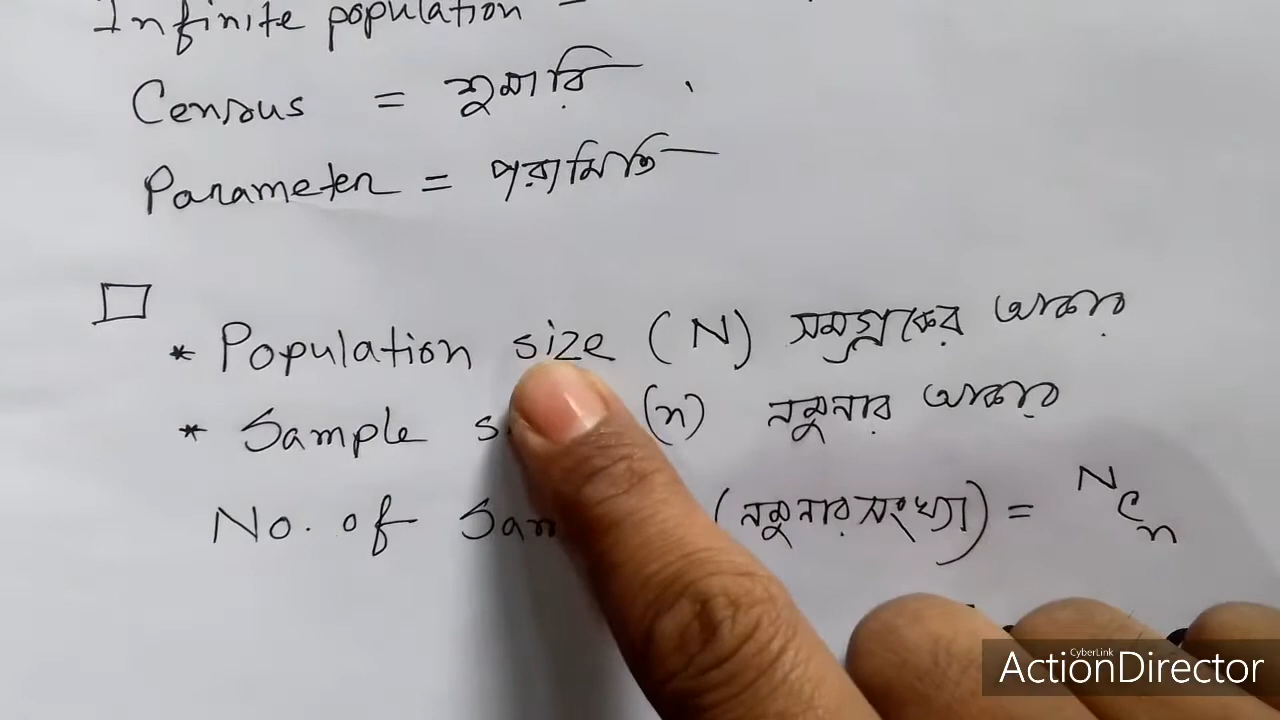 Infinite population =
Census = শুমারি
Parameter = পরামিতি
* Population size (N) সমগ্রকের আকার
* Sample (n) নমুনার আকার
No. of (নমুনার সংখ্যা) = ᴺCₙ
CyberLink
ActionDirector